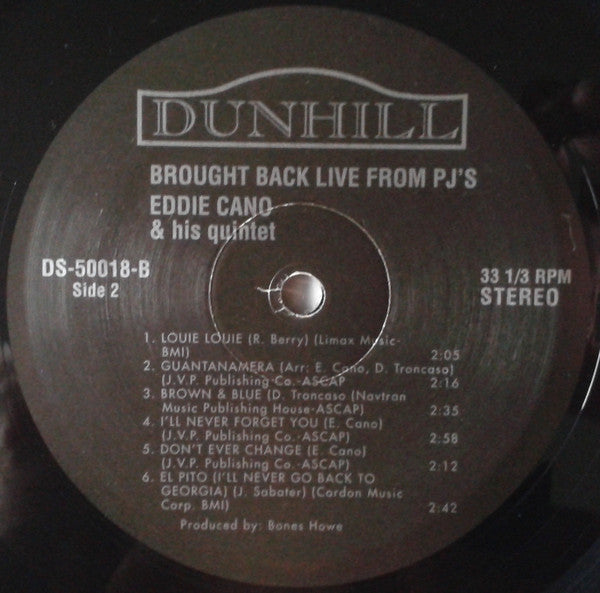 DUNHILL
BROUGHT BACK LIVE FROM PJ'S
EDDIE CANO
& his quintet
DS-50018-B
Side 2
33 1/3 RPM
STEREO
1. LOUIE LOUIE (R. Berry) (Limax Music-
BMI) 2:05
2. GUANTANAMERA (Arr: E. Cano, D. Troncaso)
(J.V.P. Publishing Co.-ASCAP 2:16
3. BROWN & BLUE (D. Troncaso (Navtran
Music Publishing House-ASCAP) 2:35
4. I'LL NEVER FORGET YOU (E. Cano)
(J.V.P. Publishing Co.-ASCAP) 2:58
5. DON'T EVER CHANGE (E. Cano)
(J.V.P. Publishing Co.-ASCAP) 2:12
6. EL PITO (I'LL NEVER GO BACK TO
GEORGIA) (J. Sabater) (Cordon Music
Corp. BMI) 2:42
Produced by: Bones Howe